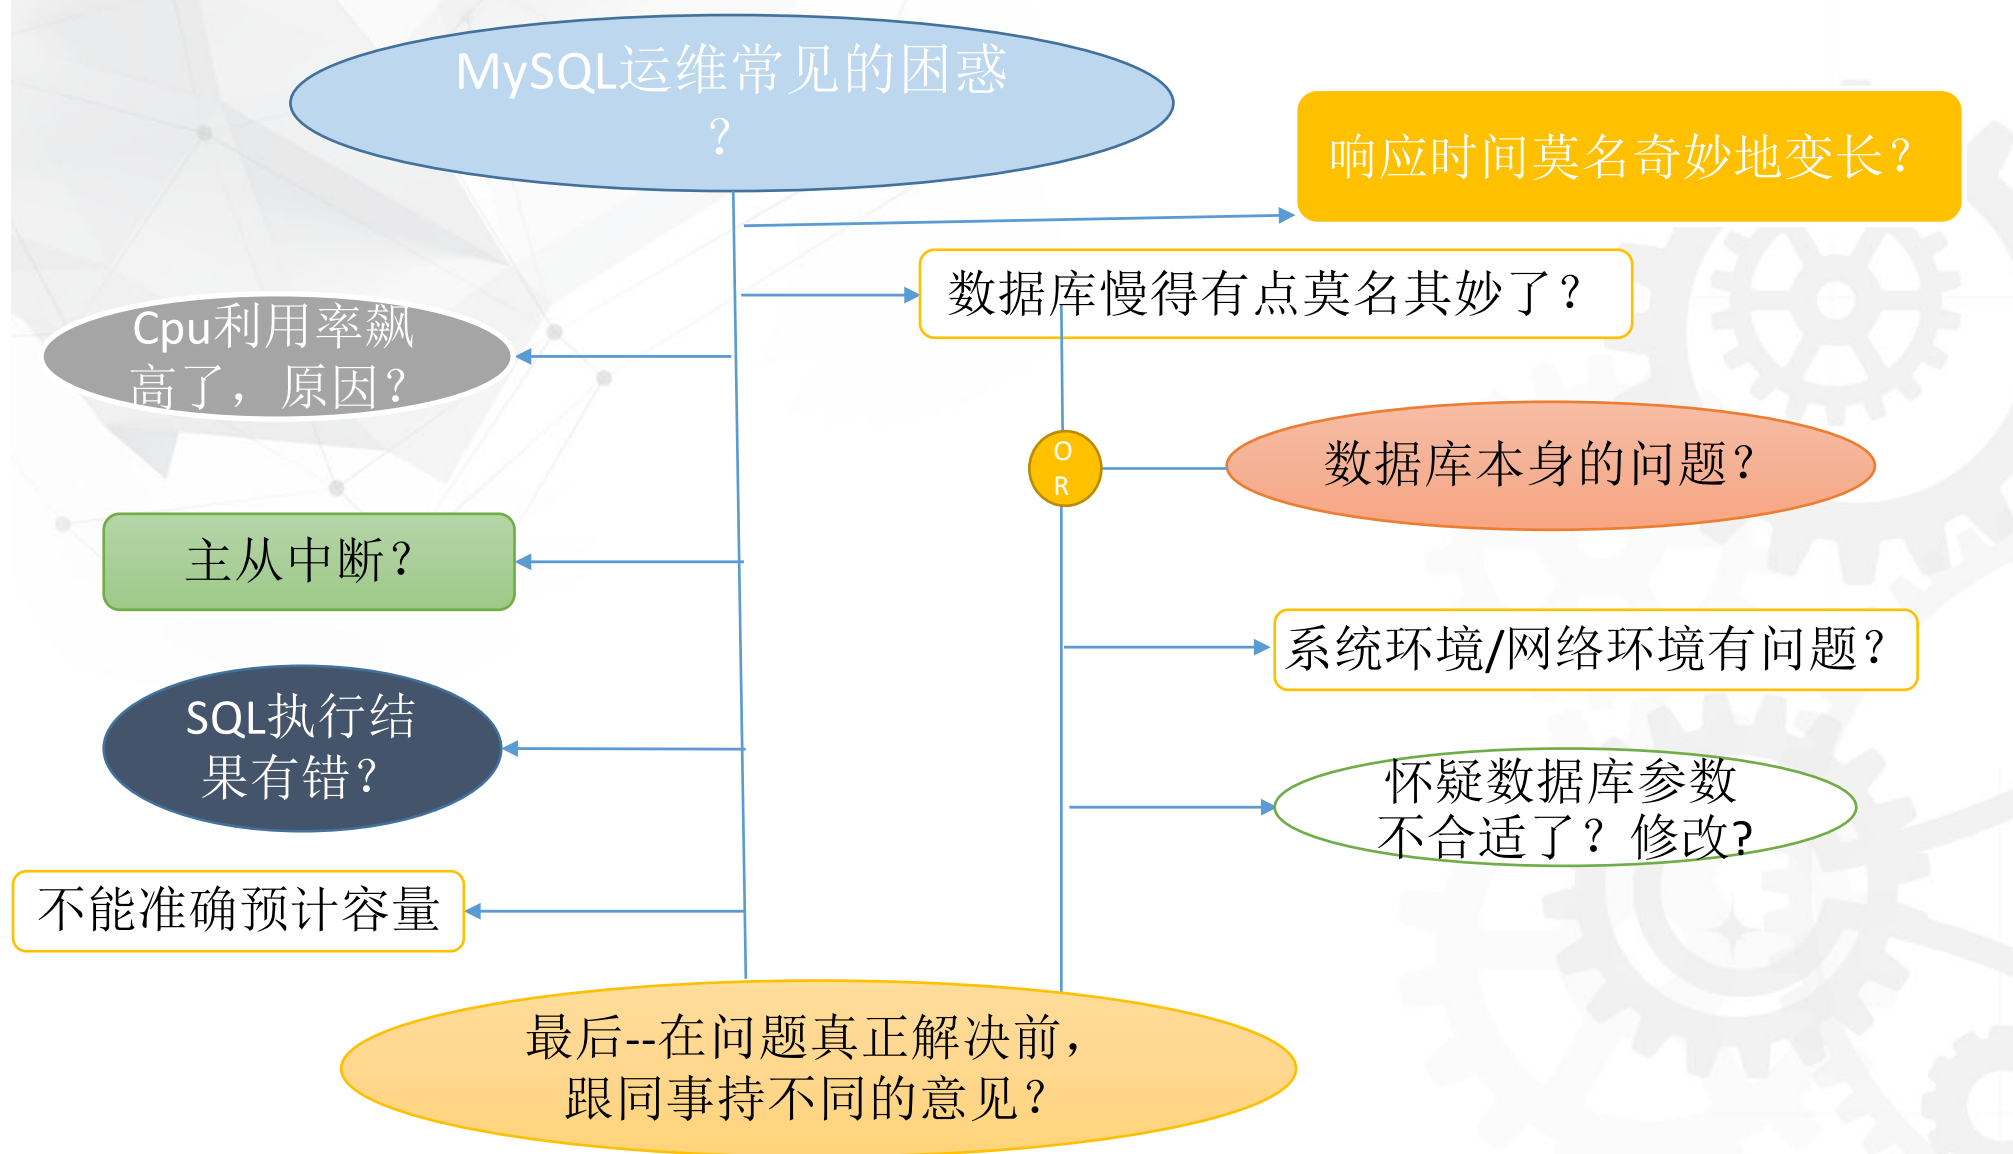 MySQL运维常见的困惑
？
响应时间莫名奇妙地变长？
数据库慢得有点莫名其妙了？
Cpu利用率飙
高了，原因？
O
R
数据库本身的问题？
主从中断？
系统环境/网络环境有问题？
SQL执行结
果有错？
怀疑数据库参数
不合适了？修改?
不能准确预计容量
最后--在问题真正解决前，
跟同事持不同的意见？